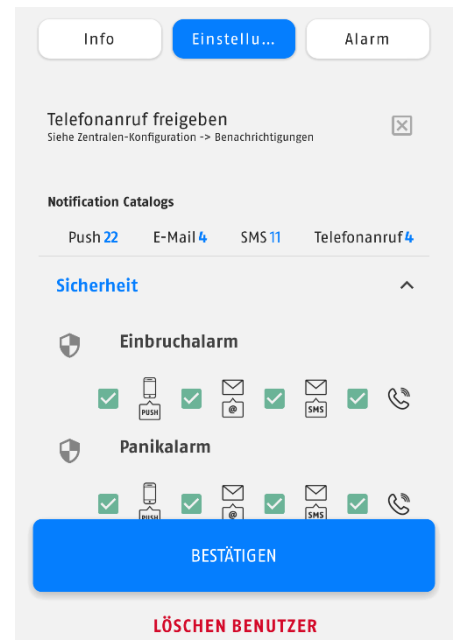 Info Einstellu... Alarm
Telefonanruf freigeben
Siehe Zentralen-Konfiguration -> Benachrichtigungen
Notification Catalogs
Push 22 E-Mail 4 SMS 11 Telefonanruf 4
Sicherheit
Einbruchalarm
PUSH @ SMS
Panikalarm
PUSH @ SMS
BESTÄTIGEN
LÖSCHEN BENUTZER